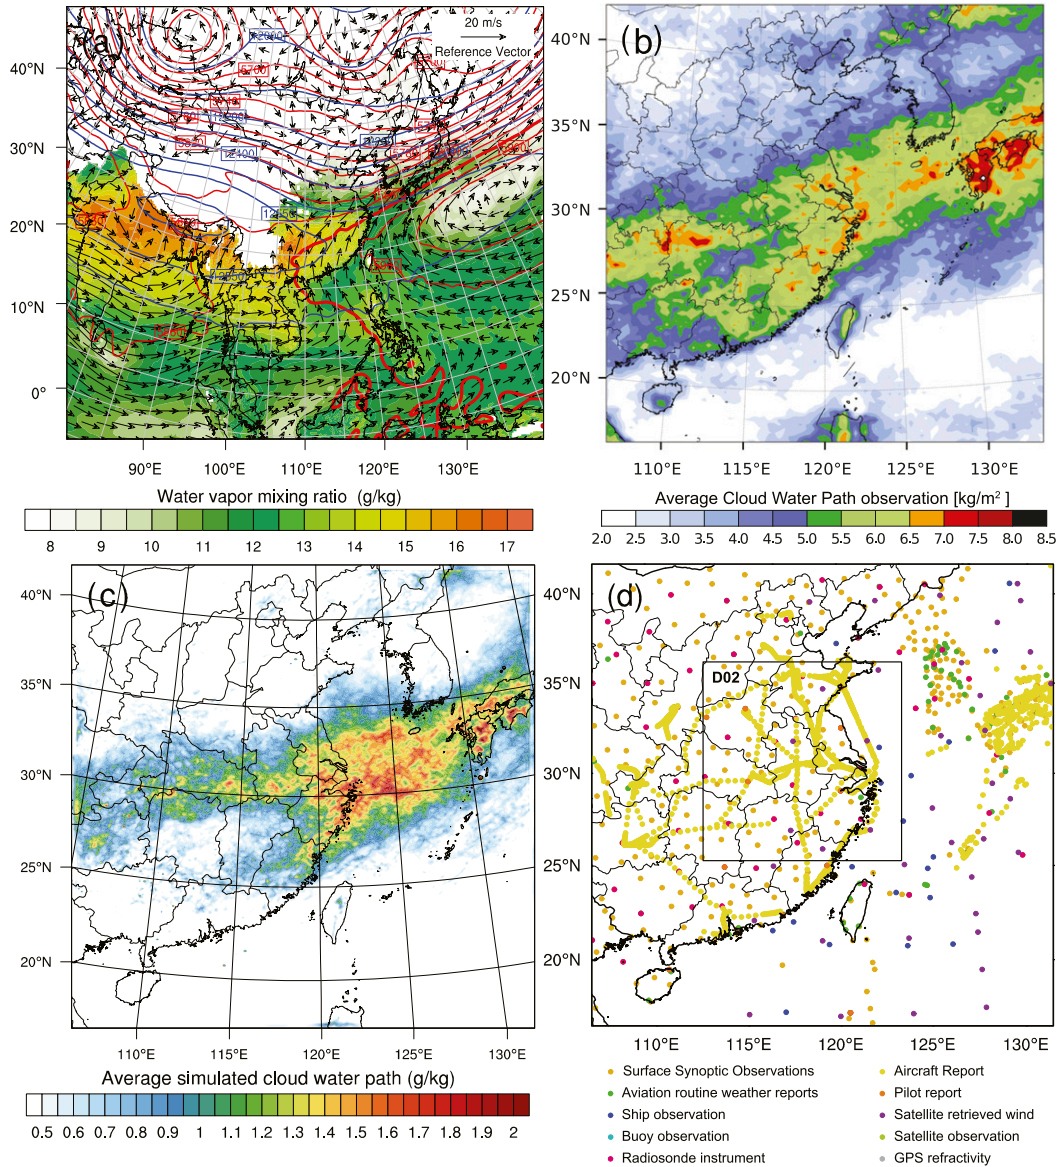 (a)
20 m/s
Reference Vector
12000
5700
12400
40°N
30°N
20°N
10°N
0°
90°E 100°E 110°E 120°E 130°E
Water vapor mixing ratio (g/kg)
8 9 10 11 12 13 14 15 16 17
(b)
40°N
35°N
30°N
25°N
20°N
110°E 115°E 120°E 125°E 130°E
Average Cloud Water Path observation [kg/m² ]
2.0 2.5 3.0 3.5 4.0 4.5 5.0 5.5 6.0 6.5 7.0 7.5 8.0 8.5
(c)
40°N
35°N
30°N
25°N
20°N
110°E 115°E 120°E 125°E 130°E
Average simulated cloud water path (g/kg)
0.5 0.6 0.7 0.8 0.9 1 1.1 1.2 1.3 1.4 1.5 1.6 1.7 1.8 1.9 2
(d)
D02
40°N
35°N
30°N
25°N
20°N
110°E 115°E 120°E 125°E 130°E
Surface Synoptic Observations
Aviation routine weather reports
Ship observation
Buoy observation
Radiosonde instrument
Aircraft Report
Pilot report
Satellite retrieved wind
Satellite observation
GPS refractivity